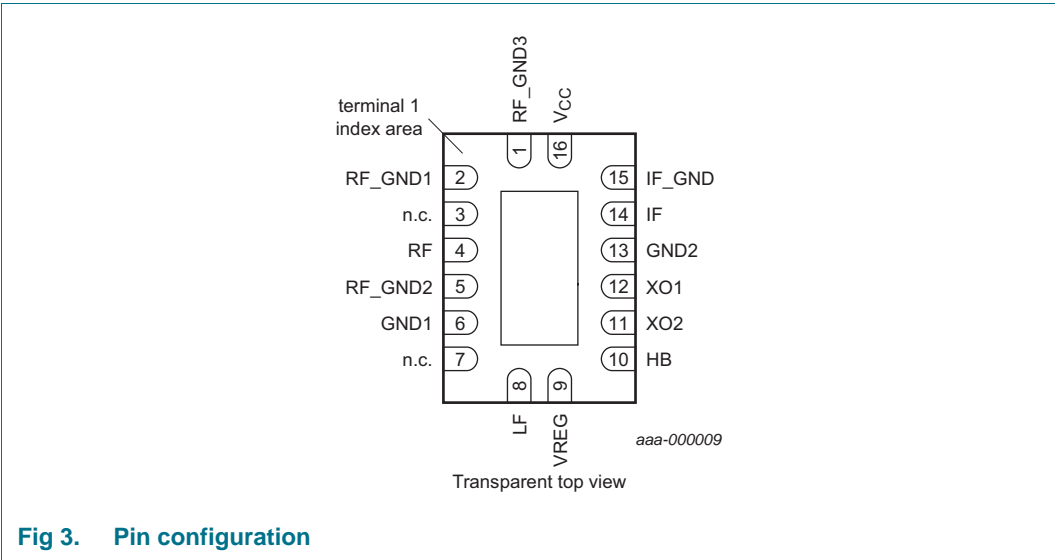 RF_GND3
VCC
terminal 1
index area
1
16
RF_GND1 2
15 IF_GND
n.c. 3
14 IF
RF 4
13 GND2
RF_GND2 5
12 XO1
GND1 6
11 XO2
n.c. 7
10 HB
8
9
LF
VREG
aaa-000009
Transparent top view
Fig 3. Pin configuration